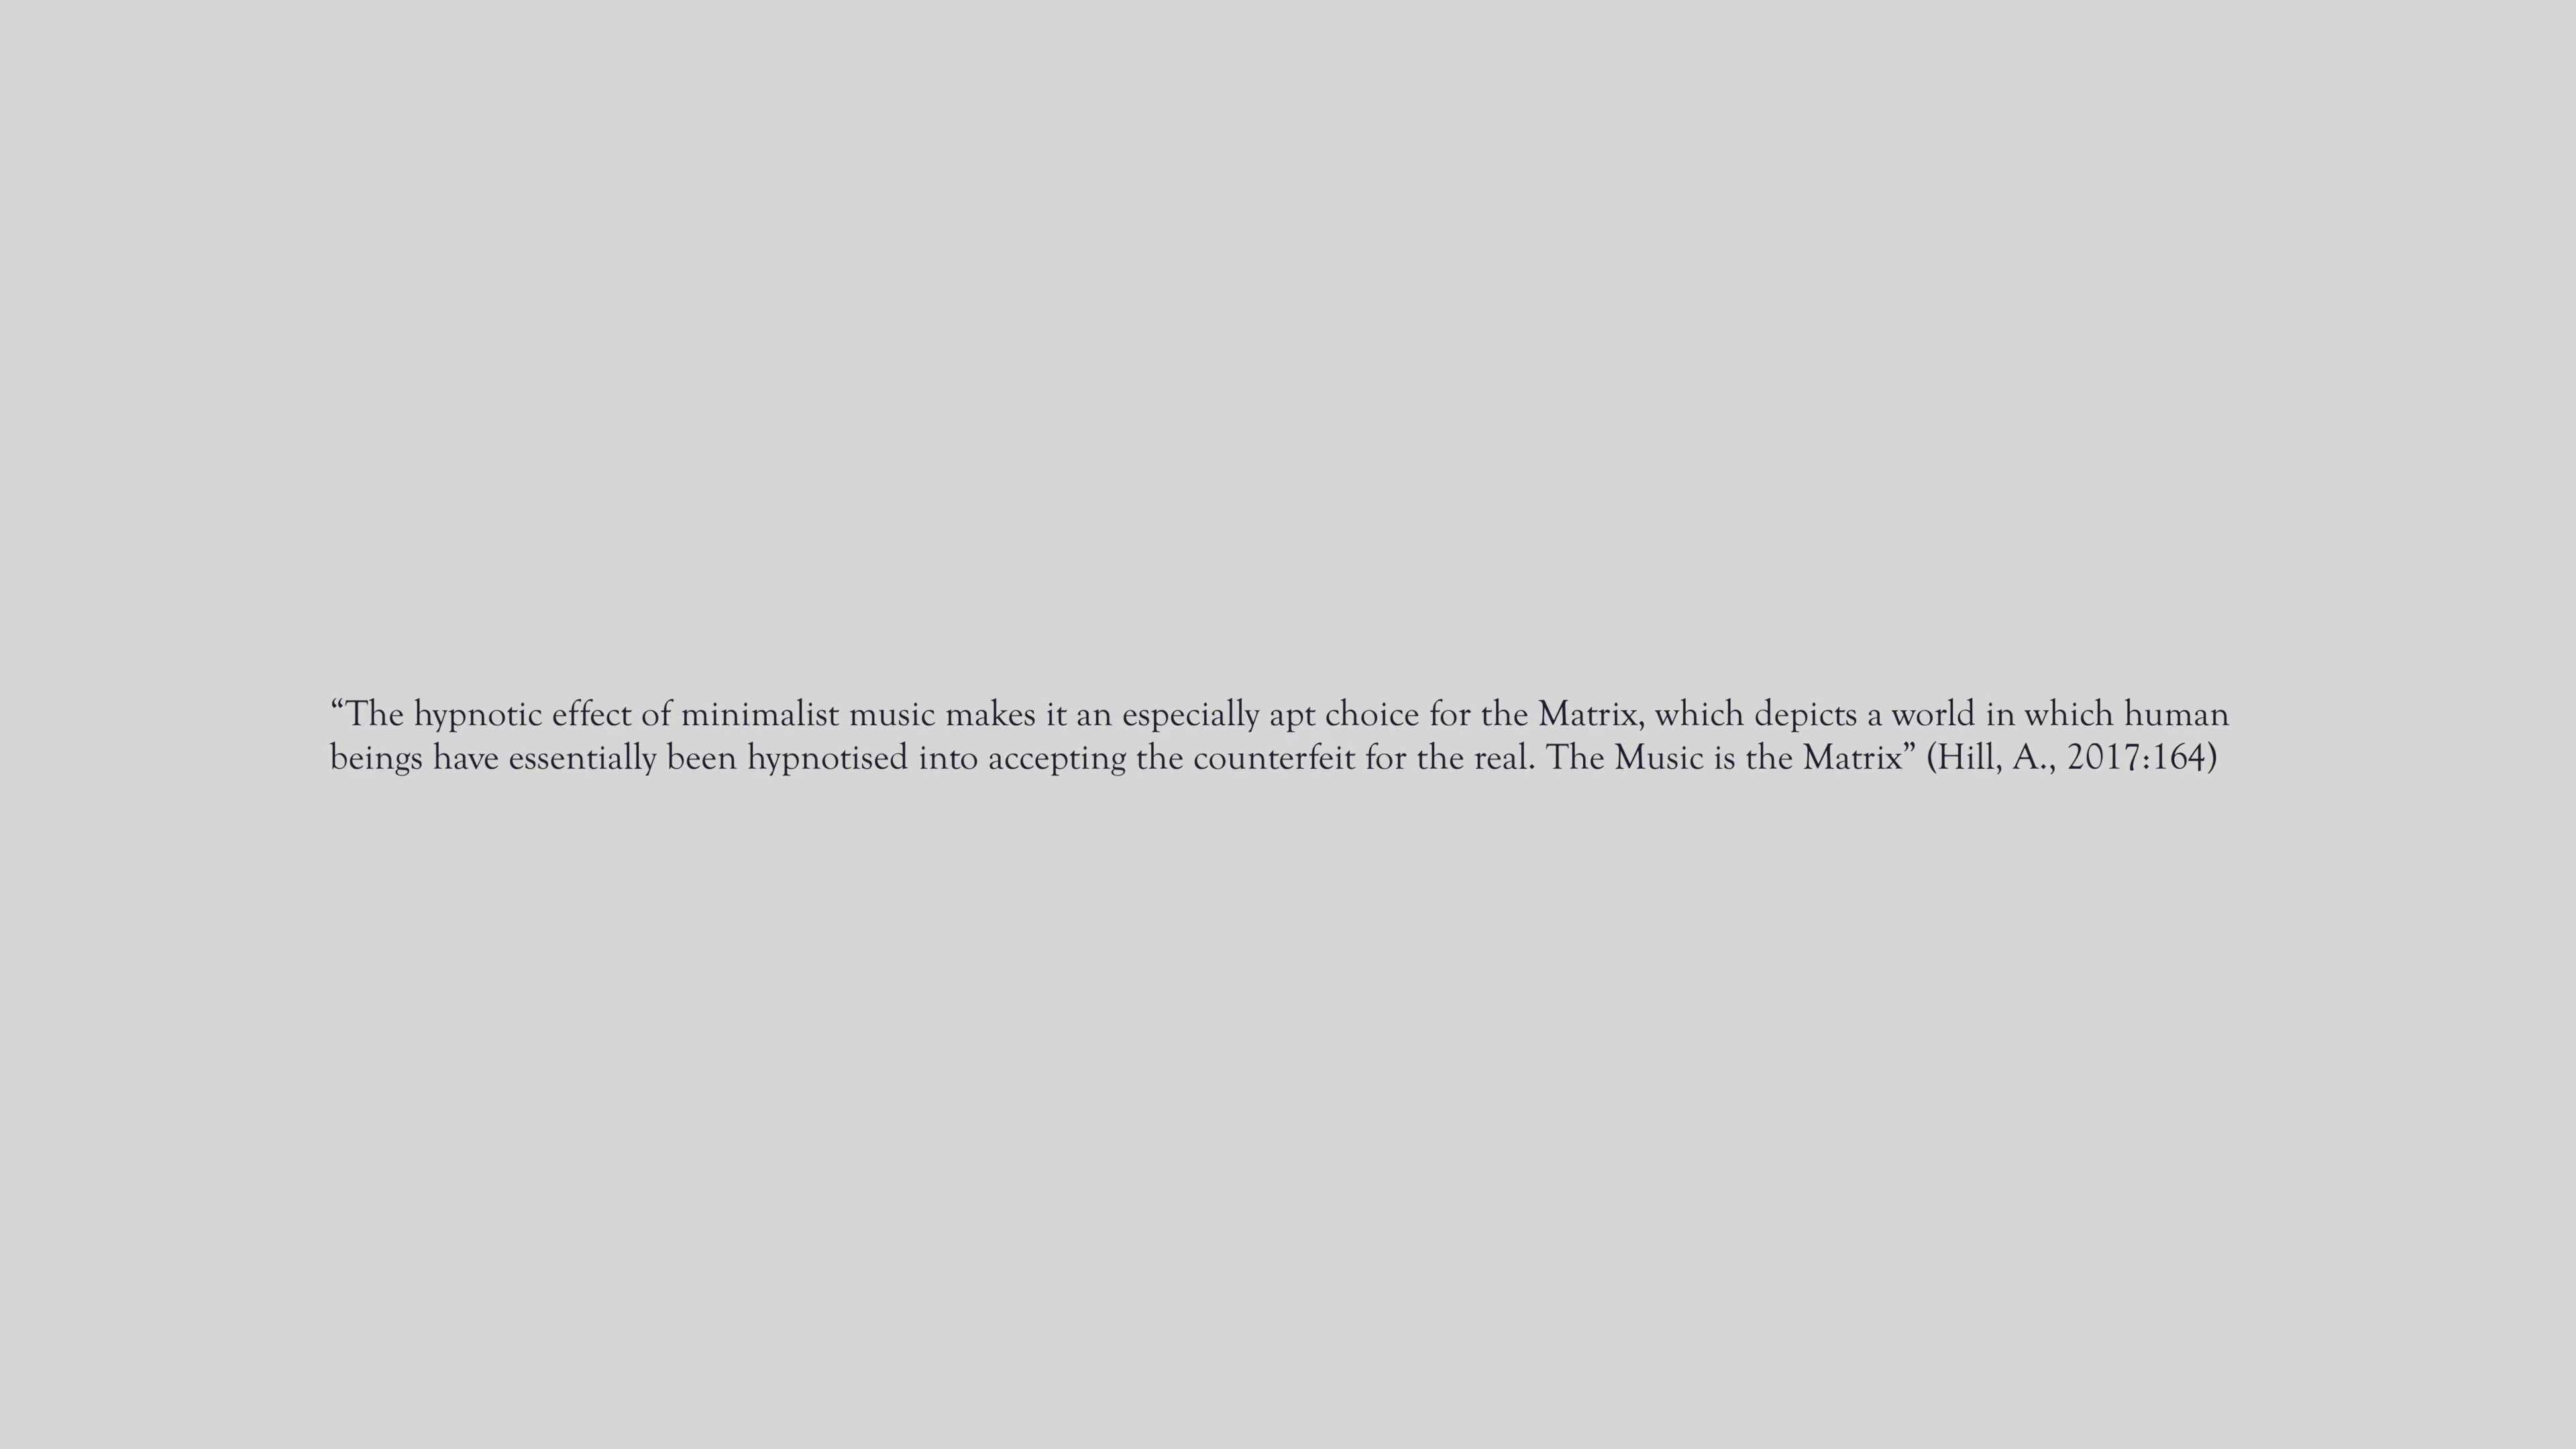 “The hypnotic effect of minimalist music makes it an especially apt choice for the Matrix, which depicts a world in which human
beings have essentially been hypnotised into accepting the counterfeit for the real. The Music is the Matrix” (Hill, A., 2017:164)